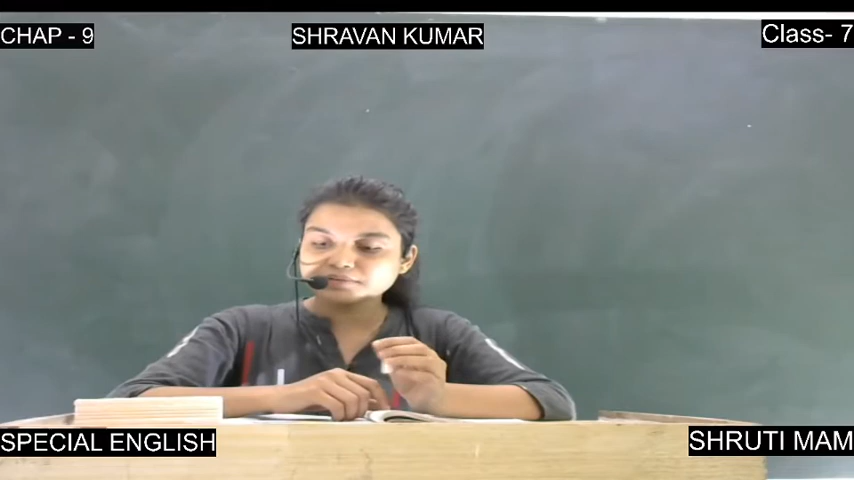 CHAP - 9
SHRAVAN KUMAR
Class- 7
SPECIAL ENGLISH
SHRUTI MAM